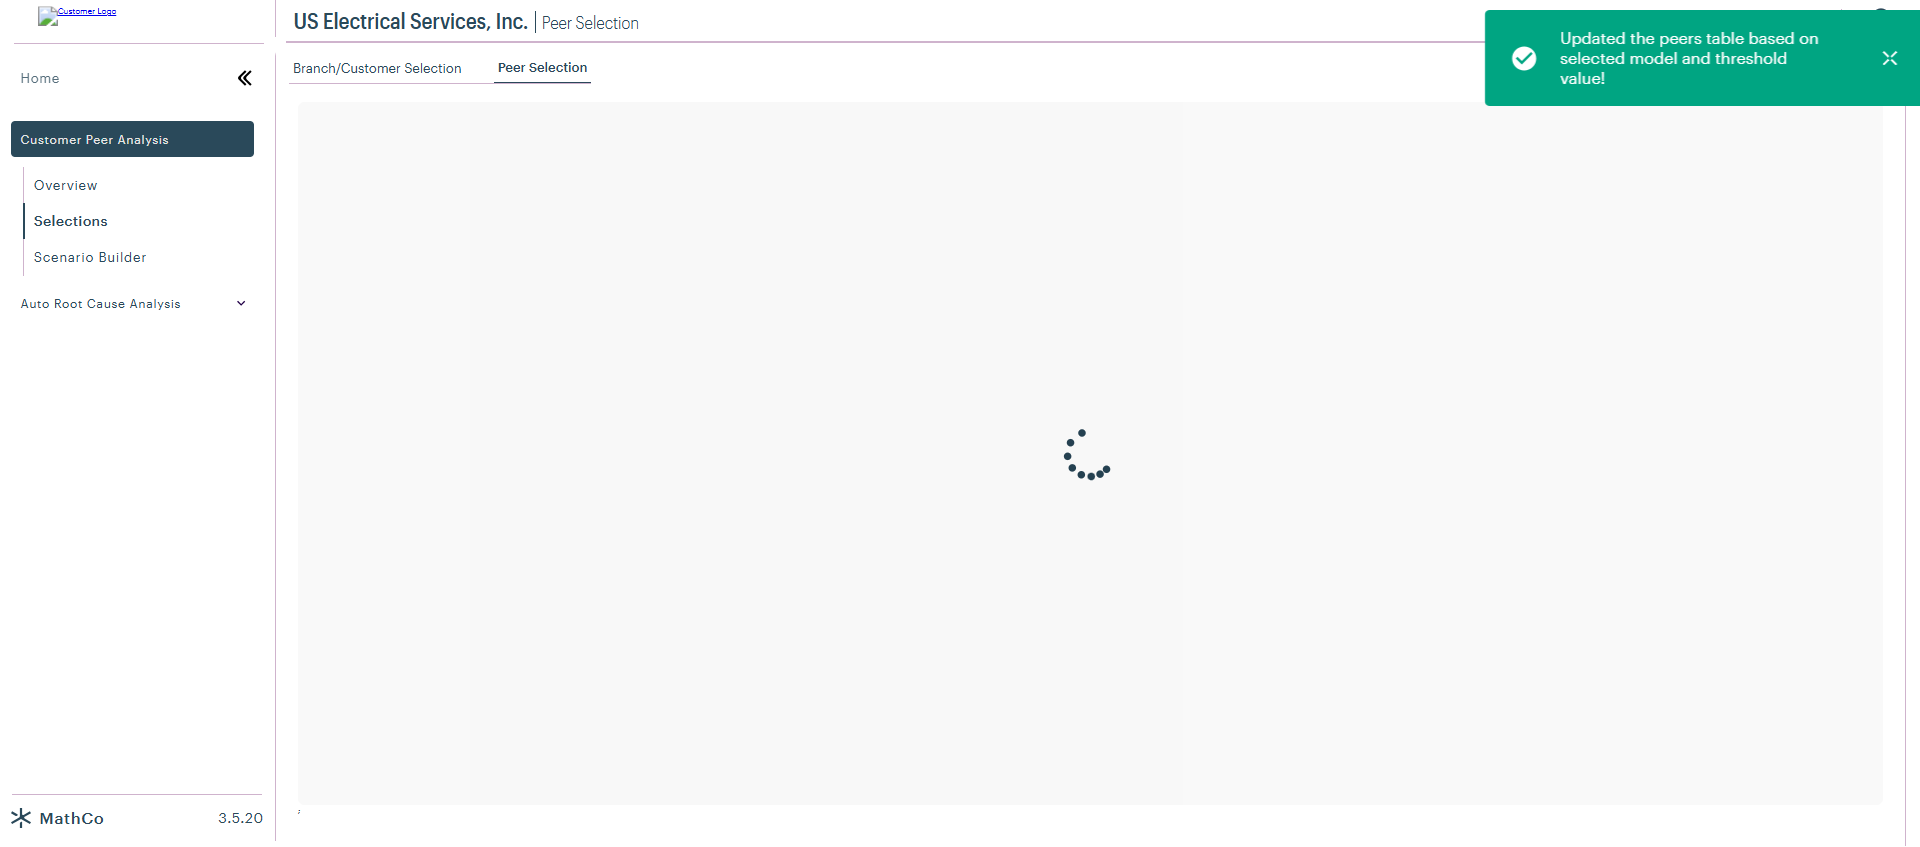 Customer Logo
US Electrical Services, Inc. | Peer Selection
Updated the peers table based on
selected model and threshold
value!
Home
Branch/Customer Selection
Peer Selection
Customer Peer Analysis
Overview
Selections
Scenario Builder
Auto Root Cause Analysis
MathCo
3.5.20